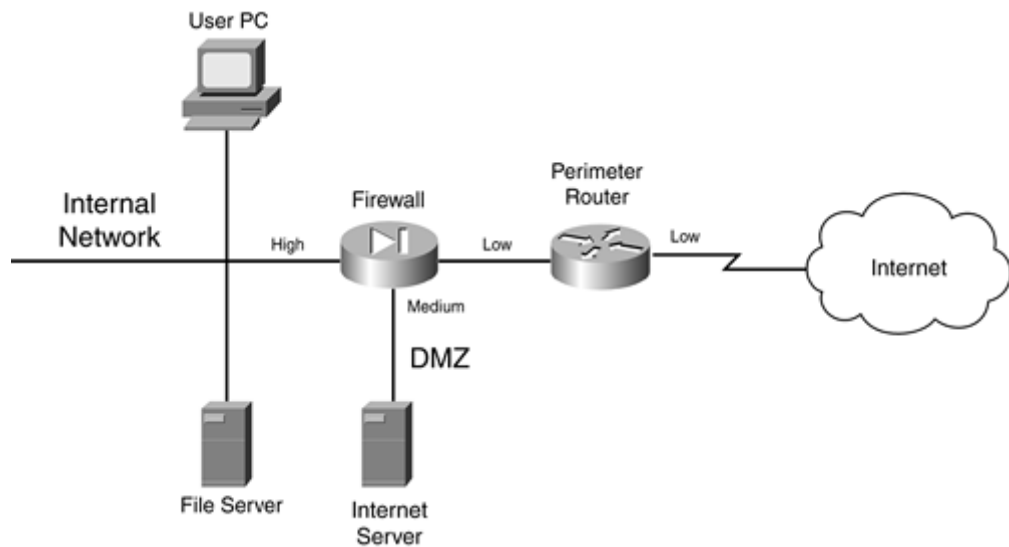 User PC
Internal
Network
High
Firewall
Low
Perimeter
Router
Low
Internet
Medium
DMZ
File Server
Internet
Server